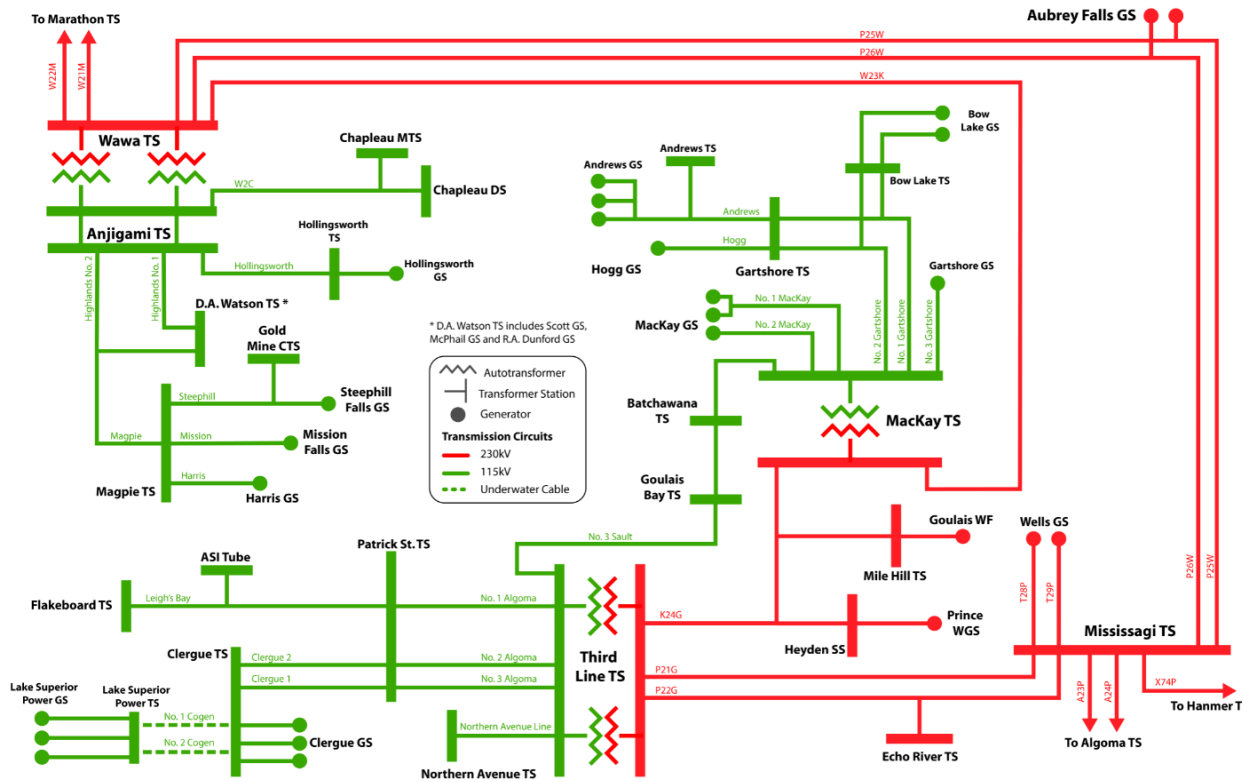 To Marathon TS
Aubrey Falls GS
W22M
W21M
P25W
P26W
W23K
Wawa TS
Chapleau MTS
W2C
Chapleau DS
Anjigami TS
Highlands No. 2
Highlands No. 1
Hollingsworth
TS
Hollingsworth
Hollingsworth
GS
D.A. Watson TS *
Gold
Mine CTS
Steephill
Steephill
Falls GS
Magpie
Mission
Mission
Falls GS
Harris
Harris GS
Magpie TS
Andrews GS
Andrews TS
Bow
Lake GS
Bow Lake TS
Andrews
Hogg
Hogg GS
Gartshore TS
Gartshore GS
No. 1 MacKay
MacKay GS
No. 2 MacKay
No. 2 Gartshore
No. 1 Gartshore
No. 3 Gartshore
* D.A. Watson TS includes Scott GS,
McPhail GS and R.A. Dunford GS
Autotransformer
Transformer Station
Generator
Transmission Circuits
230kV
115kV
Underwater Cable
Batchawana
TS
MacKay TS
Goulais
Bay TS
No. 3 Sault
Goulais WF
Wells GS
Mile Hill TS
T28P
T29P
P26W
P25W
ASI Tube
Patrick St. TS
Flakeboard TS
Leigh's Bay
No. 1 Algoma
K24G
Prince
WGS
Heyden SS
Mississagi TS
Clergue TS
Clergue 2
No. 2 Algoma
Third
Line TS
P21G
Clergue 1
No. 3 Algoma
P22G
Lake Superior
Power GS
Lake Superior
Power TS
No. 1 Cogen
No. 2 Cogen
Clergue GS
Northern Avenue Line
Northern Avenue TS
Echo River TS
A23P
A24P
X74P
To Hanmer T
To Algoma TS